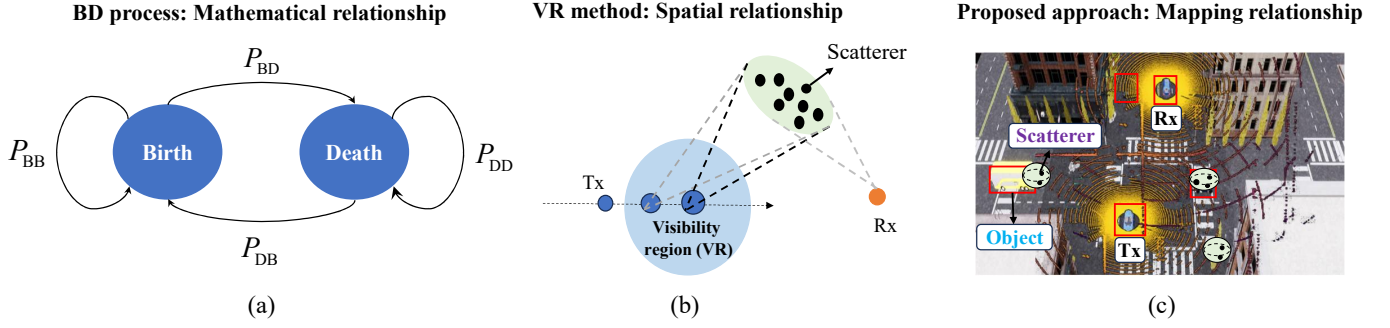 BD process: Mathematical relationship
P_BD
P_BB
Birth
Death
P_DD
P_DB
(a)
VR method: Spatial relationship
Scatterer
Tx
Visibility
region (VR)
Rx
(b)
Proposed approach: Mapping relationship
Rx
Scatterer
Object
Tx
(c)